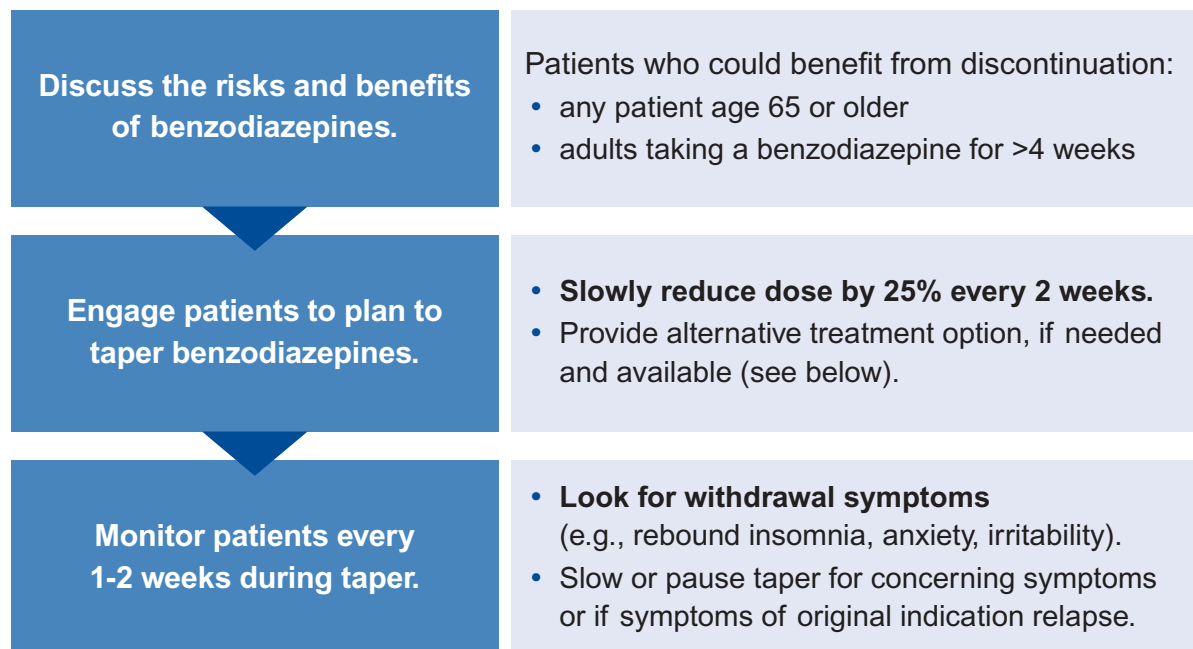 Discuss the risks and benefits
of benzodiazepines.
Patients who could benefit from discontinuation:
• any patient age 65 or older
• adults taking a benzodiazepine for >4 weeks
Engage patients to plan to
taper benzodiazepines.
• Slowly reduce dose by 25% every 2 weeks.
• Provide alternative treatment option, if needed
and available (see below).
Monitor patients every
1-2 weeks during taper.
• Look for withdrawal symptoms
(e.g., rebound insomnia, anxiety, irritability).
• Slow or pause taper for concerning symptoms
or if symptoms of original indication relapse.